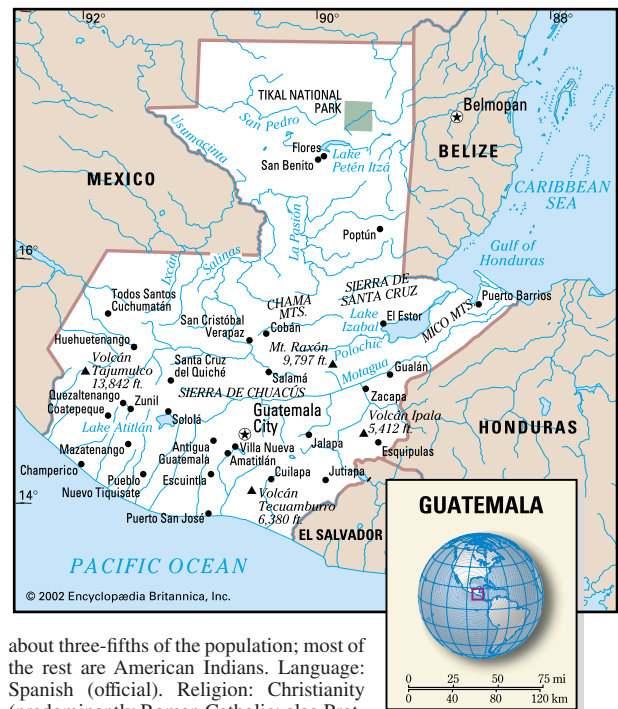 92°
90°
88°
TIKAL NATIONAL
PARK
San Pedro
Usumacinta
Belmopan
BELIZE
Flores
San Benito
Lake
Petén Itzá
MEXICO
CARIBBEAN
SEA
La Pasión
Poptún
Gulf of
Honduras
16°
Ixcán
Salinas
SIERRA DE
SANTA CRUZ
Todos Santos
Cuchumatán
CHAMA
MTS.
Puerto Barrios
San Cristóbal
Verapaz
Cobán
Lake
Izabal
El Estor
MICO MTS.
Huehuetenango
Mt. Raxón
9,797 ft.
Polochic
Volcán
Tajumulco
13,842 ft.
Santa Cruz
del Quiché
Salamá
Motagua
Gualán
SIERRA DE CHUACÚS
Quezaltenango
Zunil
Zacapa
Coatepeque
Sololá
Guatemala
City
Volcán Ipala
5,412 ft.
Lake Atitlán
HONDURAS
Mazatenango
Antigua
Guatemala
Villa Nueva
Amatitlán
Jalapa
Esquipulas
Champerico
Pueblo
Nuevo Tiquisate
Escuintla
Cuilapa
Jutiapa
14°
Volcán
Tecuamburro
6,380 ft.
Puerto San José
EL SALVADOR
PACIFIC OCEAN
© 2002 Encyclopædia Britannica, Inc.
GUATEMALA
0 25 50 75 mi
0 40 80 120 km
about three-fifths of the population; most of
the rest are American Indians. Language:
Spanish (official). Religion: Christianity
(predominantly Roman Catholic; also Prot-